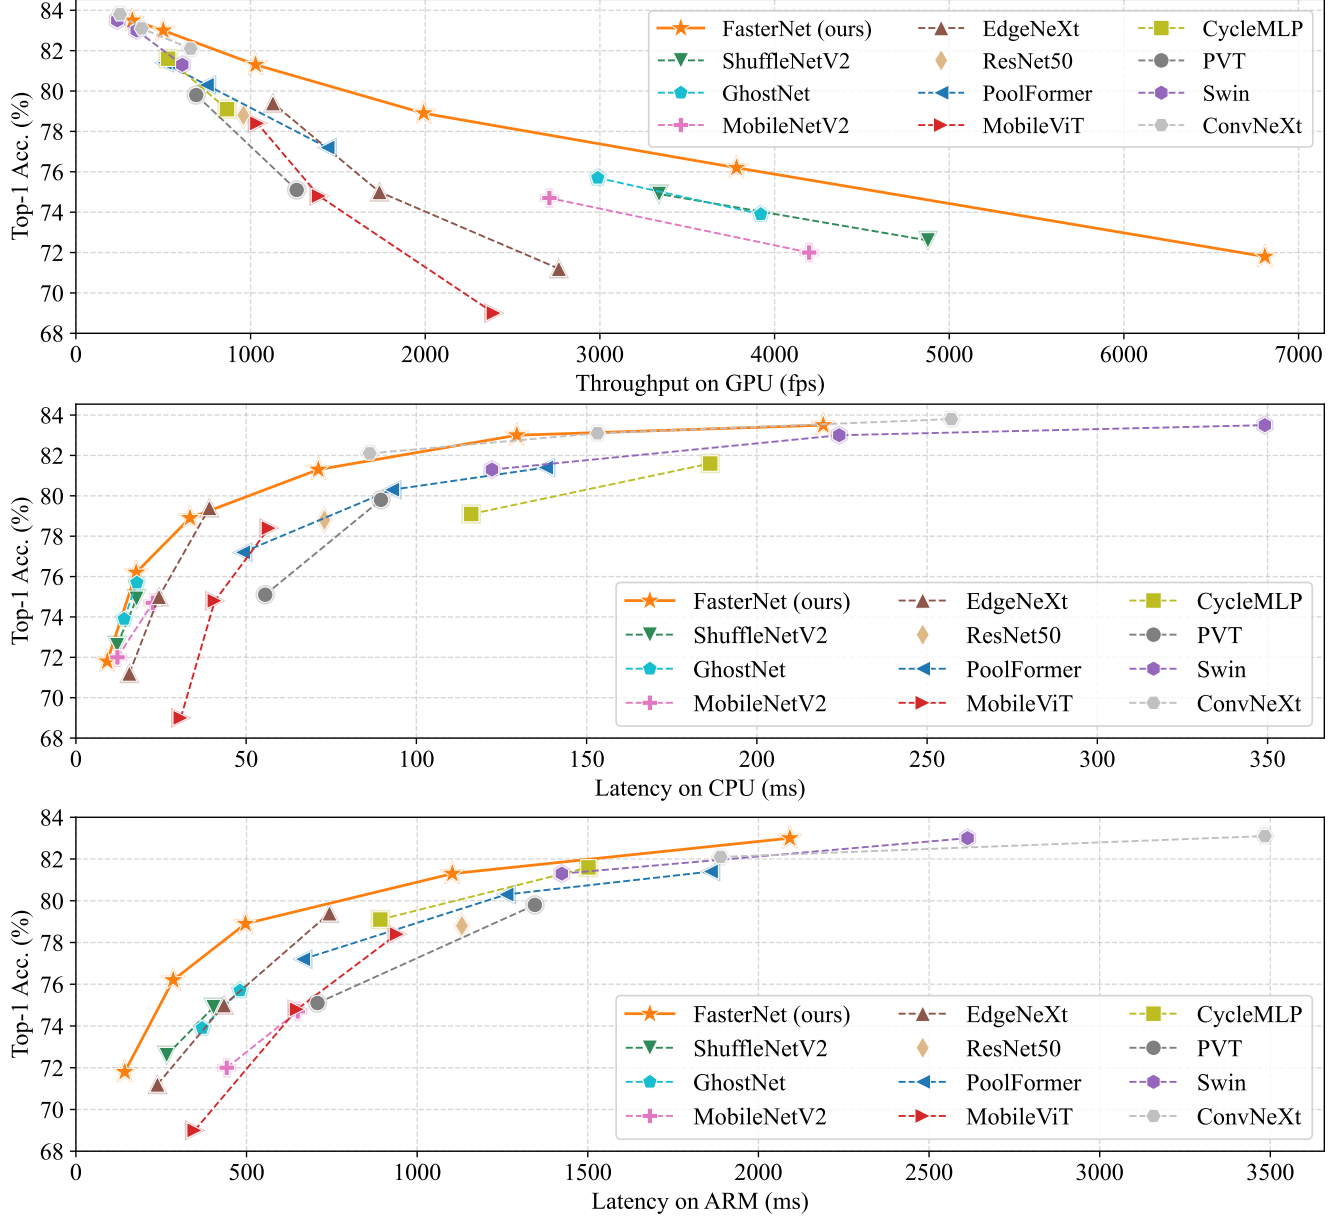 82
80
78
76
74
72
70
68
Top-1 Acc. (%)
0 1000 2000 3000 4000 5000 6000 7000
Throughput on GPU (fps)
FasterNet (ours) EdgeNeXt CycleMLP
ShuffleNetV2 ResNet50 PVT
GhostNet PoolFormer Swin
MobileNetV2 MobileViT ConvNeXt
84
82
80
78
76
74
72
70
68
Top-1 Acc. (%)
0 50 100 150 200 250 300 350
Latency on CPU (ms)
FasterNet (ours) EdgeNeXt CycleMLP
ShuffleNetV2 ResNet50 PVT
GhostNet PoolFormer Swin
MobileNetV2 MobileViT ConvNeXt
84
82
80
78
76
74
72
70
68
Top-1 Acc. (%)
0 500 1000 1500 2000 2500 3000 3500
Latency on ARM (ms)
FasterNet (ours) EdgeNeXt CycleMLP
ShuffleNetV2 ResNet50 PVT
GhostNet PoolFormer Swin
MobileNetV2 MobileViT ConvNeXt